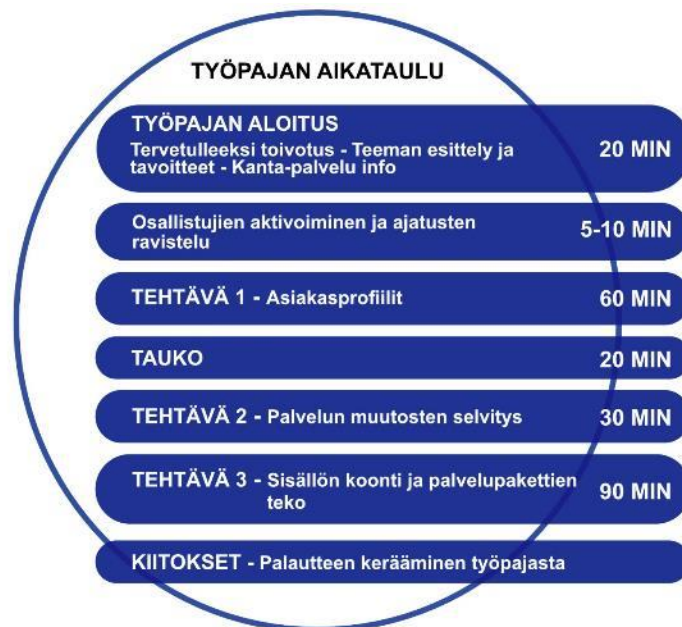 TYÖPAJAN AIKATAULU
TYÖPAJAN ALOITUS
Tervetulleeksi toivotus - Teeman esittely ja
tavoitteet - Kanta-palvelu info
20 MIN
Osallistujien aktivoiminen ja ajatusten
ravistelu
5-10 MIN
TEHTÄVÄ 1 - Asiakasprofiilit
60 MIN
TAUKO
20 MIN
TEHTÄVÄ 2 - Palvelun muutosten selvitys
30 MIN
TEHTÄVÄ 3 - Sisällön koonti ja palvelupakettien
teko
90 MIN
KIITOKSET - Palautteen kerääminen työpajasta